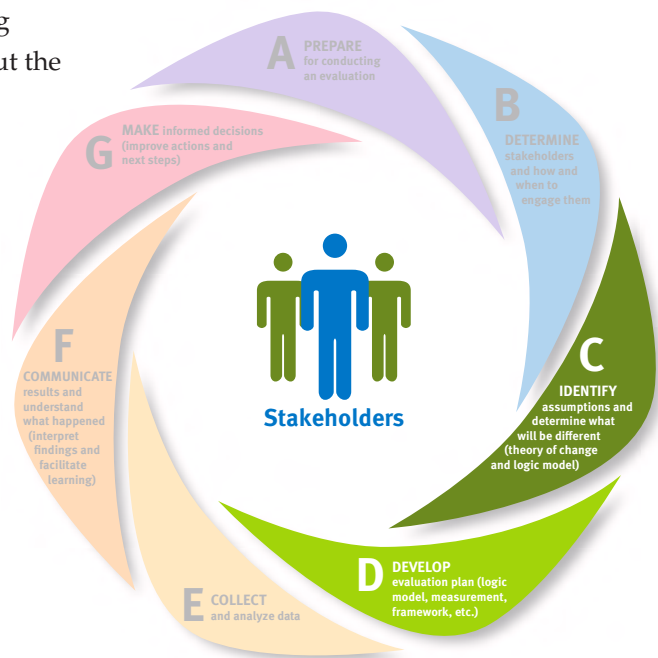 g
ut the
A PREPARE
for conducting
an evaluation
B
DETERMINE
stakeholders
and how and
when to
engage them
C
IDENTIFY
assumptions and
determine what
will be different
(theory of change
and logic model)
D DEVELOP
evaluation plan (logic
model, measurement,
framework, etc.)
E COLLECT
and analyze data
F
COMMUNICATE
results and
understand
what happened
(interpret
findings and
facilitate
learning)
G MAKE informed decisions
(improve actions and
next steps)
Stakeholders